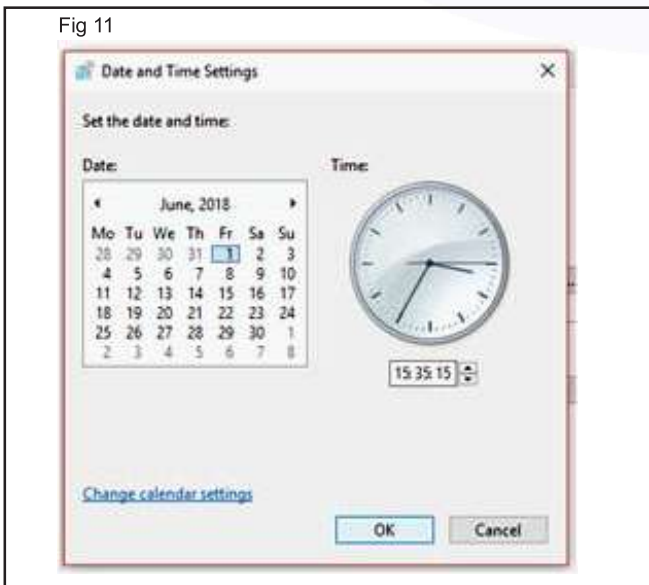 Fig 11
Date and Time Settings
Set the date and time:
Date:
Time:
June, 2018
Mo Tu We Th Fr Sa Su
28 29 30 31 1 2 3
4 5 6 7 8 9 10
11 12 13 14 15 16 17
18 19 20 21 22 23 24
25 26 27 28 29 30 1
2 3 4 5 6 7 8
15:35:15
Change calendar settings
OK
Cancel